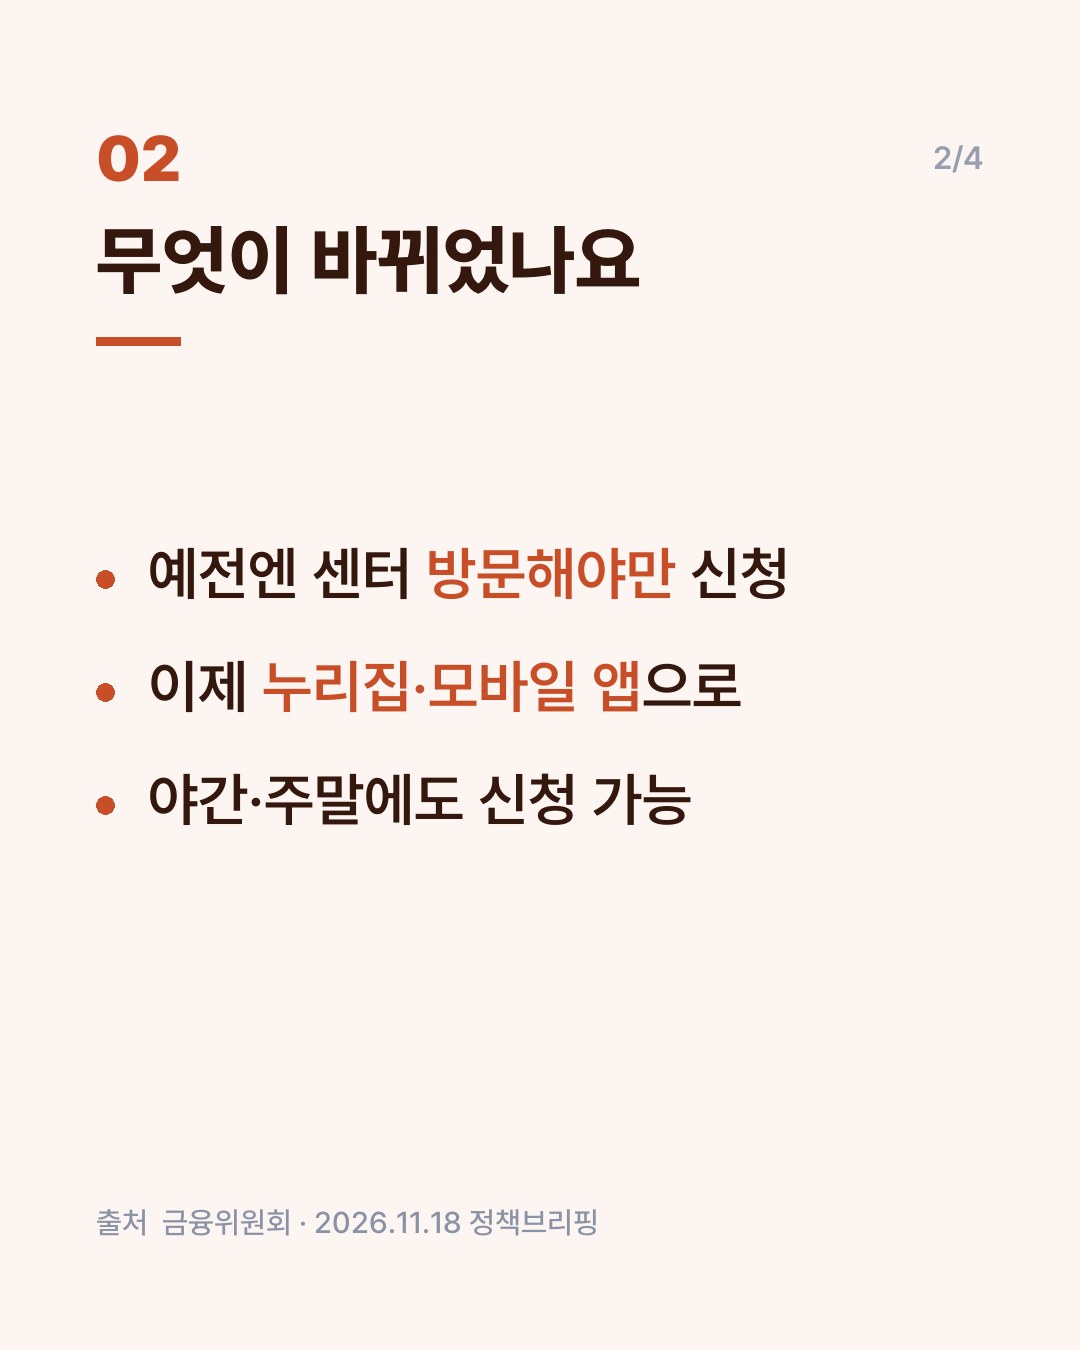 02
2/4
무엇이 바뀌었나요
• 예전엔 센터 방문해야만 신청
• 이제 누리집·모바일 앱으로
• 야간·주말에도 신청 가능
출처 금융위원회 · 2026.11.18 정책브리핑